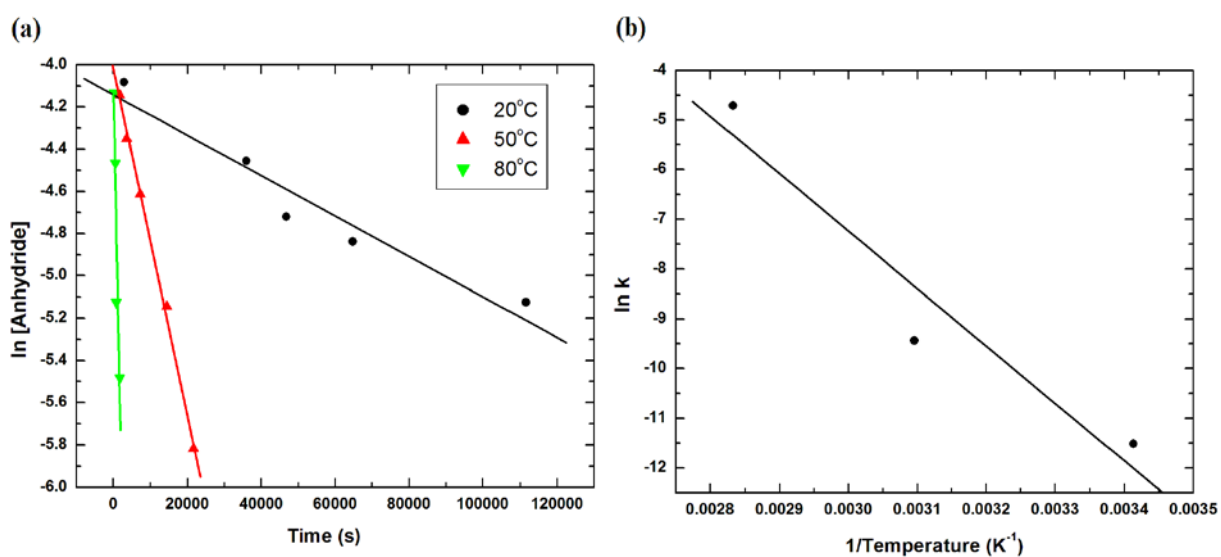 (a)
ln [Anhydride]
-4.0
-4.2
-4.4
-4.6
-4.8
-5.0
-5.2
-5.4
-5.6
-5.8
-6.0
20°C
50°C
80°C
0 20000 40000 60000 80000 100000 120000
Time (s)
(b)
ln k
-4
-5
-6
-7
-8
-9
-10
-11
-12
0.0028 0.0029 0.0030 0.0031 0.0032 0.0033 0.0034 0.0035
1/Temperature (K⁻¹)